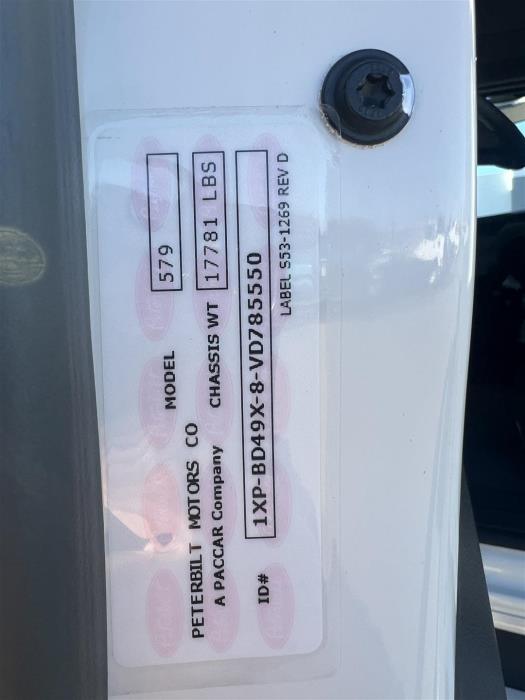 MODEL 579
PETERBILT MOTORS CO
A PACCAR Company CHASSIS WT 17781 LBS
ID# 1XP-BD49X-8-VD785550
LABEL S53-1269 REV D